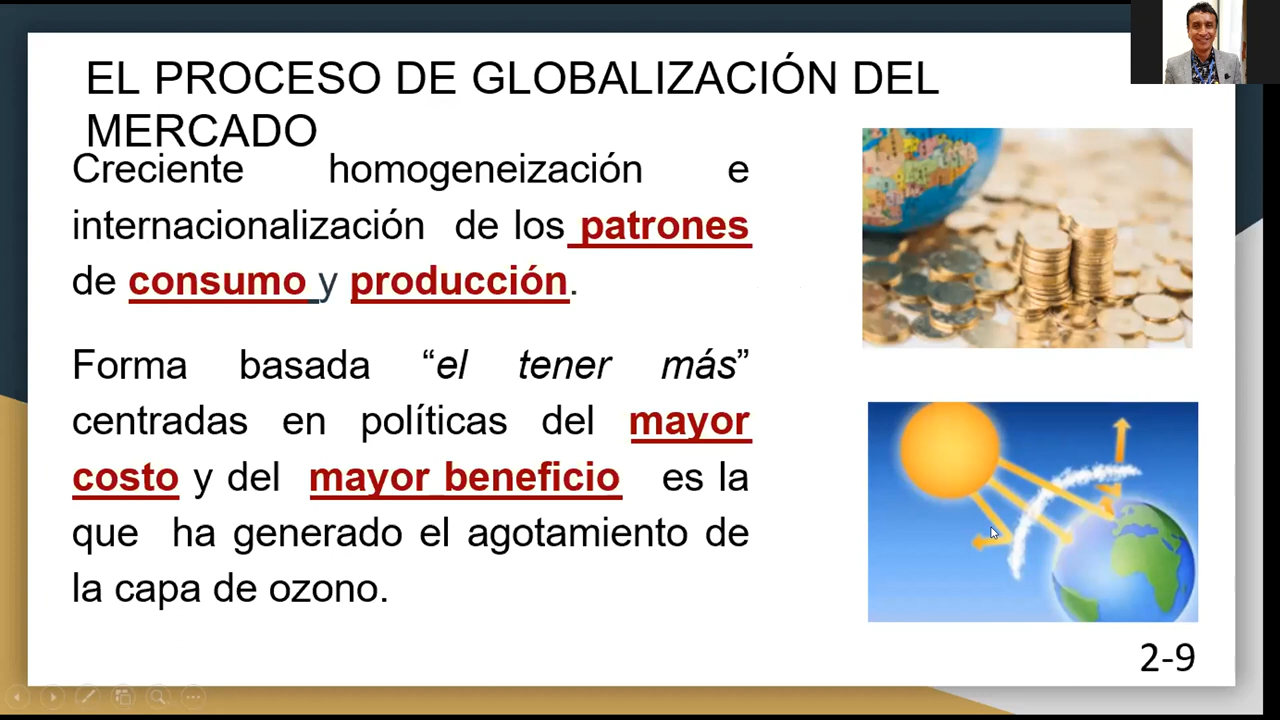 EL PROCESO DE GLOBALIZACIÓN DEL
MERCADO
Creciente homogeneización e
internacionalización de los patrones
de consumo y producción.
Forma basada “el tener más”
centradas en políticas del mayor
costo y del mayor beneficio es la
que ha generado el agotamiento de
la capa de ozono.
2-9